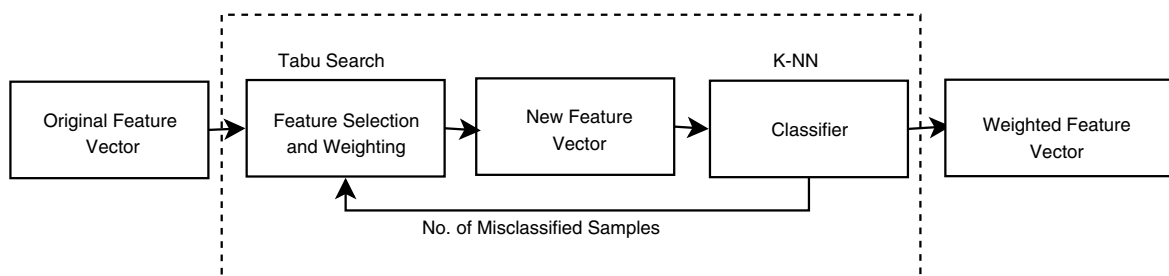 Tabu Search
K-NN
Original Feature
Vector
Feature Selection
and Weighting
New Feature
Vector
Classifier
Weighted Feature
Vector
No. of Misclassified Samples